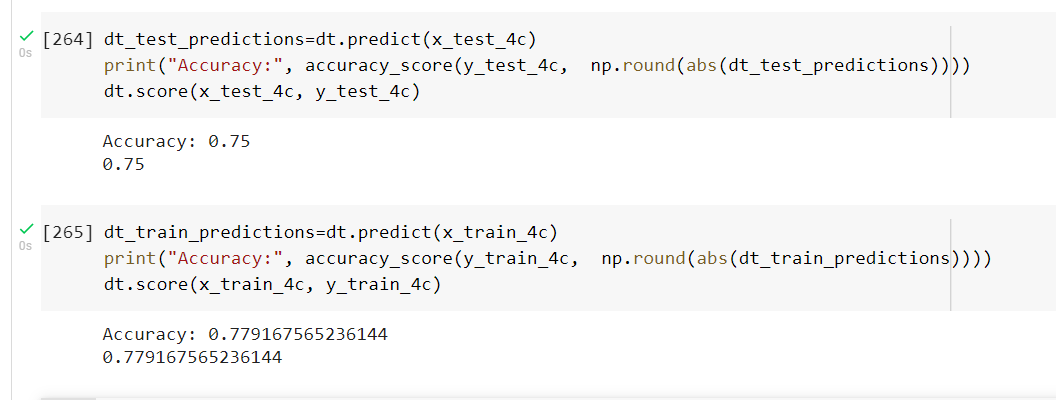 [264] dt_test_predictions=dt.predict(x_test_4c)
print("Accuracy:", accuracy_score(y_test_4c,  np.round(abs(dt_test_predictions))))
0s
dt.score(x_test_4c, y_test_4c)
Accuracy: 0.75
0.75
[265] dt_train_predictions=dt.predict(x_train_4c)
0s
print("Accuracy:", accuracy_score(y_train_4c,  np.round(abs(dt_train_predictions))))
dt.score(x_train_4c, y_train_4c)
Accuracy: 0.779167565236144
0.779167565236144